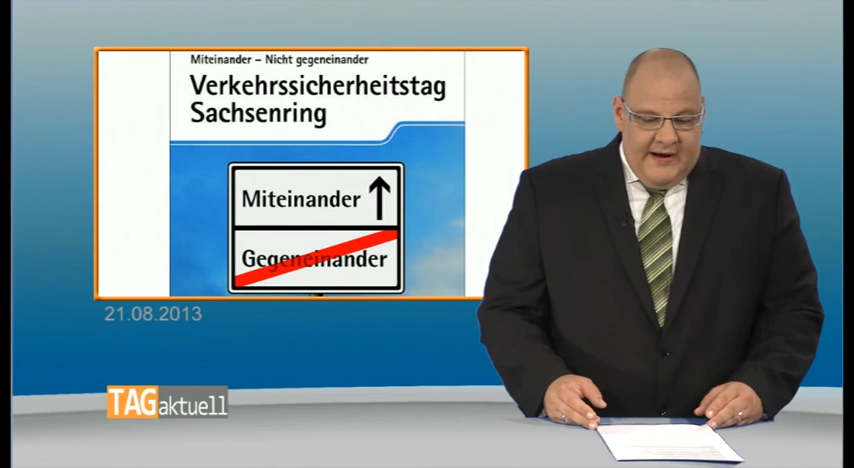 Miteinander – Nicht gegeneinander
Verkehrssicherheitstag
Sachsenring
Miteinander ↑
Gegeneinander
21.08.2013
TAGaktuell